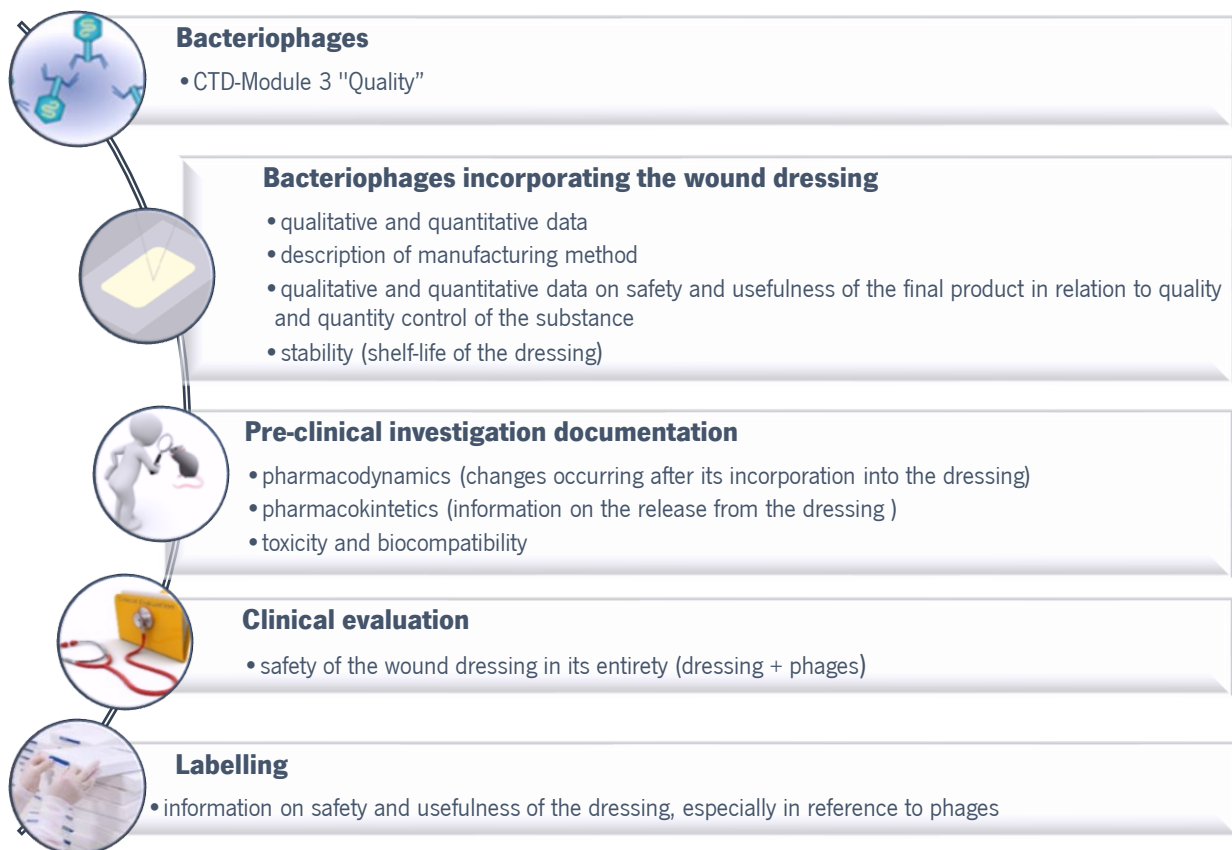 Bacteriophages
• CTD-Module 3 "Quality”
Bacteriophages incorporating the wound dressing
• qualitative and quantitative data
• description of manufacturing method
• qualitative and quantitative data on safety and usefulness of the final product in relation to quality
and quantity control of the substance
• stability (shelf-life of the dressing)
Pre-clinical investigation documentation
• pharmacodynamics (changes occurring after its incorporation into the dressing)
• pharmacokintetics (information on the release from the dressing )
• toxicity and biocompatibility
Clinical evaluation
• safety of the wound dressing in its entirety (dressing + phages)
Labelling
• information on safety and usefulness of the dressing, especially in reference to phages